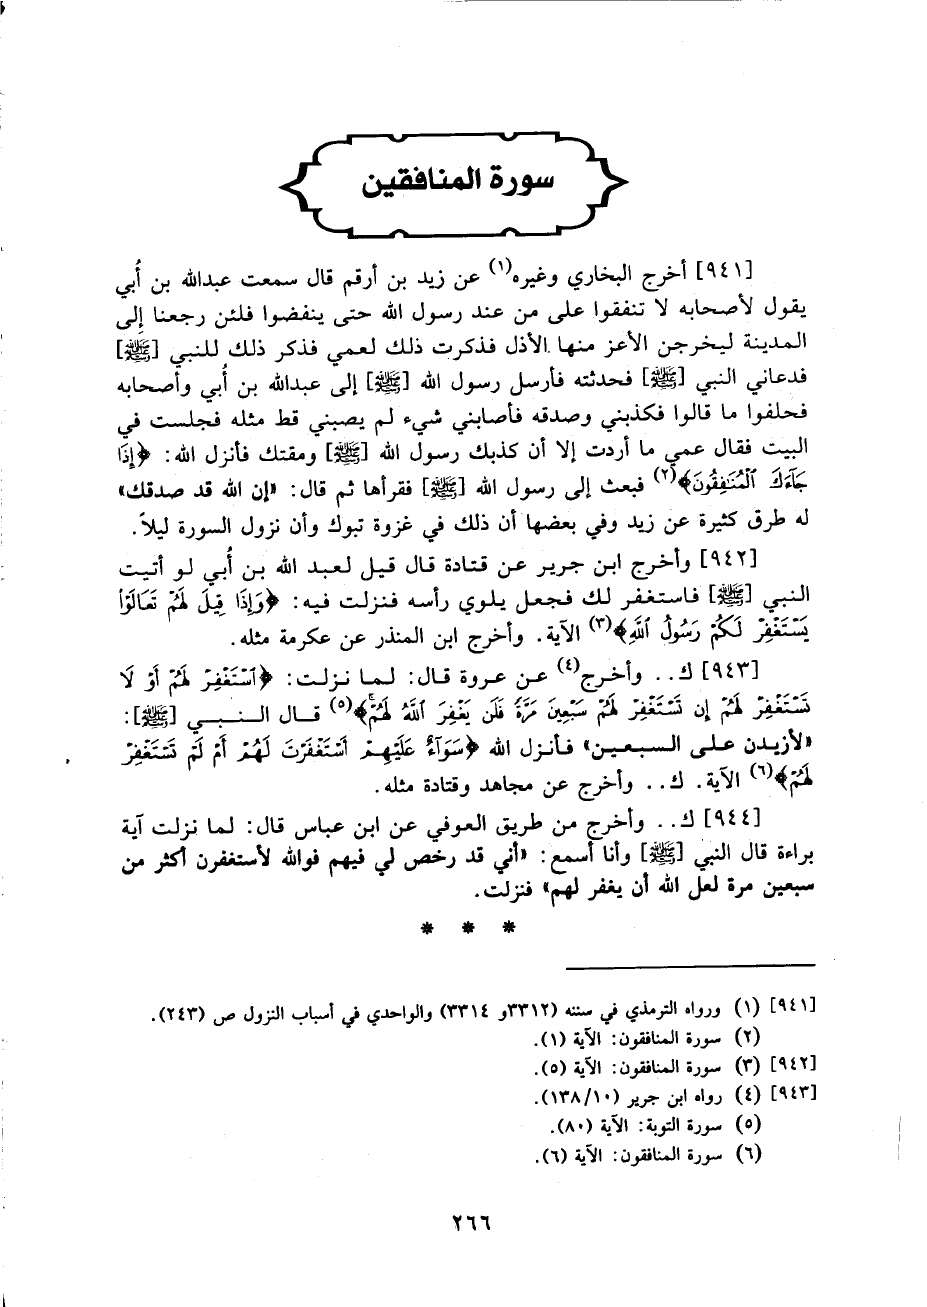 سورة المنافقين
[٩٤١] أخرج البخاري وغيره(١) عن زيد بن أرقم قال سمعت عبدالله بن أُبي
يقول لأصحابه لا تنفقوا على من عند رسول الله حتى ينفضوا فلئن رجعنا إلى
المدينة ليخرجن الأعز منها الأذل فذكرت ذلك لعمي فذكر ذلك للنبي [ﷺ]
فدعاني النبي [ﷺ] فحدثته فأرسل رسول الله [ﷺ] إلى عبدالله بن أُبي وأصحابه
فحلفوا ما قالوا فكذبني وصدقه فأصابني شيء لم يصبني قط مثله فجلست في
البيت فقال عمي ما أردت إلا أن كذبك رسول الله [ﷺ] ومقتك فأنزل الله: ﴿إِذَا
جَآءَكَ ٱلْمُنَٰفِقُونَ﴾(٢) فبعث إلى رسول الله [ﷺ] فقرأها ثم قال: «إن الله قد صدقك»
له طرق كثيرة عن زيد وفي بعضها أن ذلك في غزوة تبوك وأن نزول السورة ليلاً.
[٩٤٢] وأخرج ابن جرير عن قتادة قال قيل لعبد الله بن أُبي لو أتيت
النبي [ﷺ] فاستغفر لك فجعل يلوي رأسه فنزلت فيه: ﴿وَإِذَا قِيلَ لَهُمْ تَعَالَوْا۟
يَسْتَغْفِرْ لَكُمْ رَسُولُ ٱللَّهِ﴾(٣) الآية. وأخرج ابن المنذر عن عكرمة مثله.
[٩٤٣] ك.. وأخرج(٤) عن عروة قال: لما نزلت: ﴿ٱسْتَغْفِرْ لَهُمْ أَوْ لَا
تَسْتَغْفِرْ لَهُمْ إِن تَسْتَغْفِرْ لَهُمْ سَبْعِينَ مَرَّةً فَلَن يَغْفِرَ ٱللَّهُ لَهُمْ﴾(٥) قال النبي [ﷺ]:
«لأزيدن على السبعين» فأنزل الله ﴿سَوَآءٌ عَلَيْهِمْ أَسْتَغْفَرْتَ لَهُمْ أَمْ لَمْ تَسْتَغْفِرْ
لَهُمْ﴾(٦) الآية. ك.. وأخرج عن مجاهد وقتادة مثله.
[٩٤٤] ك.. وأخرج من طريق العوفي عن ابن عباس قال: لما نزلت آية
براءة قال النبي [ﷺ] وأنا أسمع: «أني قد رخص لي فيهم فوالله لأستغفرن أكثر من
سبعين مرة لعل الله أن يغفر لهم» فنزلت.
* * *
[٩٤١] (١) ورواه الترمذي في سننه (٣٣١٢و ٣٣١٤) والواحدي في أسباب النزول ص (٢٤٣).
(٢) سورة المنافقون: الآية (١).
[٩٤٢] (٣) سورة المنافقون: الآية (٥).
[٩٤٣] (٤) رواه ابن جرير (١٣٨/١٠).
(٥) سورة التوبة: الآية (٨٠).
(٦) سورة المنافقون: الآية (٦).
٢٦٦